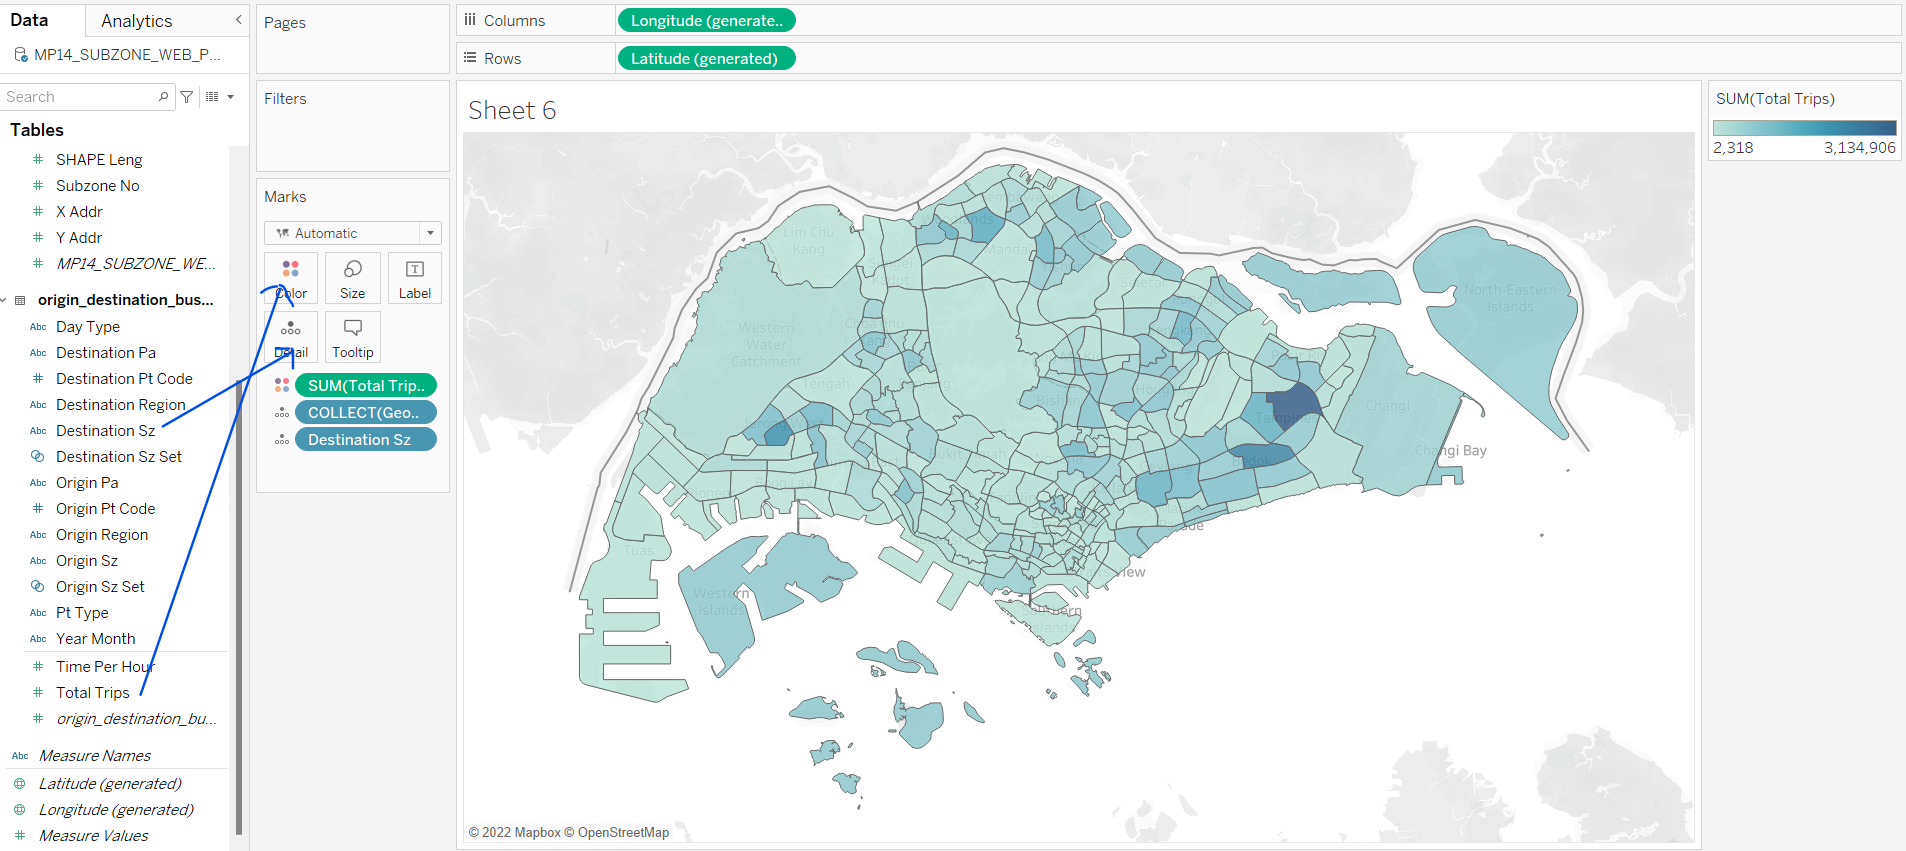 Data
Analytics
MP14_SUBZONE_WEB_P...
Search
Tables
SHAPE Leng
Subzone No
X Addr
Y Addr
MP14_SUBZONE_WE...
origin_destination_bus...
Abc Day Type
Abc Destination Pa
Destination Pt Code
Abc Destination Region
Abc Destination Sz
Destination Sz Set
Abc Origin Pa
Origin Pt Code
Abc Origin Region
Abc Origin Sz
Origin Sz Set
Abc Pt Type
Abc Year Month
Time Per Hour
Total Trips
origin_destination_bu...
Abc Measure Names
Latitude (generated)
Longitude (generated)
Measure Values
Pages
Filters
Marks
Automatic
Color
Size
Label
Detail
Tooltip
SUM(Total Trip..
COLLECT(Geo..
Destination Sz
Columns
Longitude (generate..
Rows
Latitude (generated)
Sheet 6
Lim Chu
Kang
Western
Water
Catchment
Tengah
Mandai
North-Eastern
Islands
Changi
Changi Bay
Tampines
Bedok
Bishan
Bukit Timah
Tuas
Western
Islands
Southern
Islands
© 2022 Mapbox © OpenStreetMap
SUM(Total Trips)
2,318
3,134,906